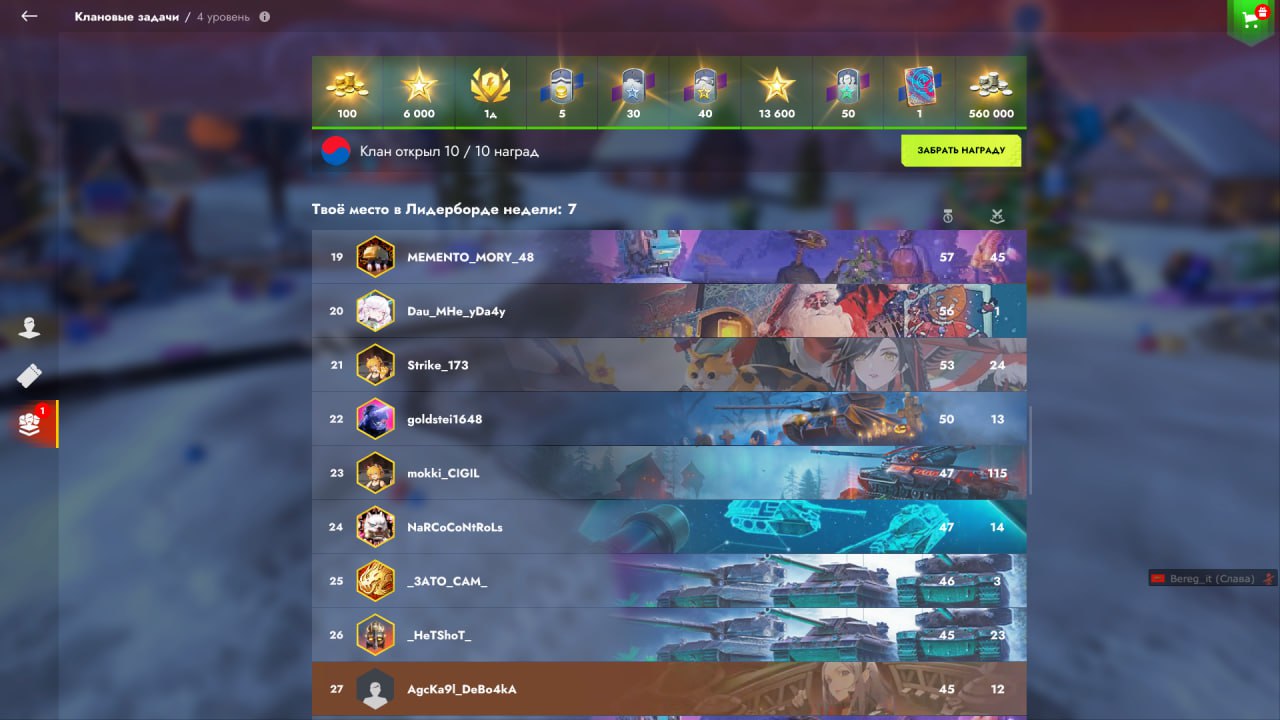 Клановые задачи / 4 уровень
100 6 000 1д 5 30 40 13 600 50 1 560 000
Клан открыл 10 / 10 наград
ЗАБРАТЬ НАГРАДУ
Твоё место в Лидерборде недели: 7
19 MEMENTO_MORY_48 57 45
20 Dau_MHe_yDa4y 56 1
21 Strike_173 53 24
22 goldstei1648 50 13
1
23 mokki_CIGIL 47 115
24 NaRCoCoNtRoLs 47 14
25 _3ATO_CAM_ 46 3
Bereg_it (Слава)
26 _HeTShoT_ 45 23
27 AgcKa9l_DeBo4kA 45 12